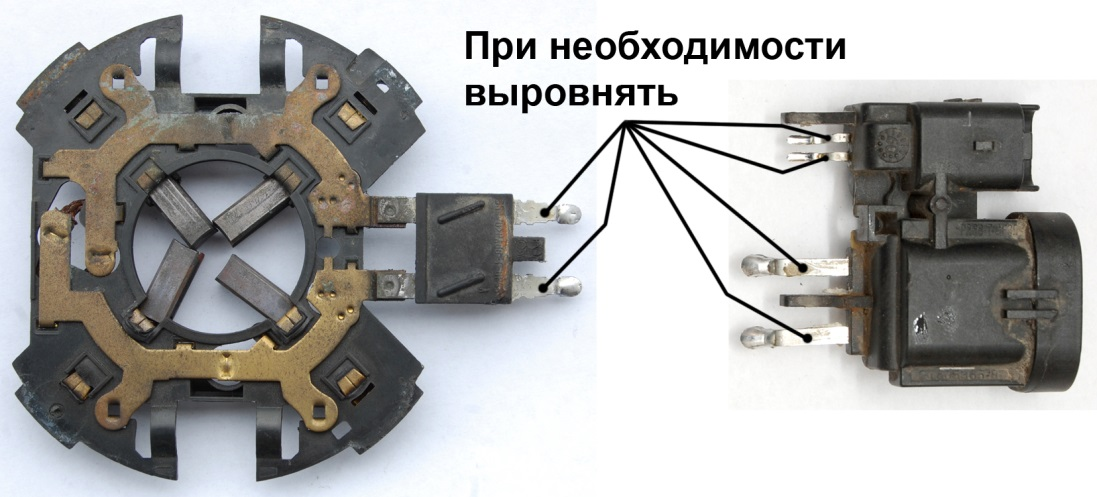 При необходимости
выровнять